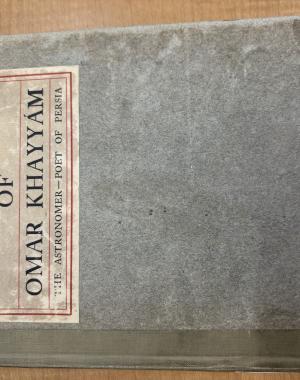 OF
OMAR KHAYYÁM
THE ASTRONOMER—POET OF PERSIA